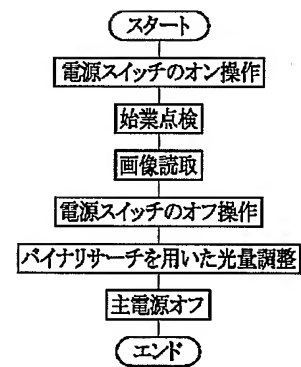 スタート
電源スイッチのオン操作
始業点検
画像読取
電源スイッチのオフ操作
バイナリサーチを用いた光量調整
主電源オフ
エンド